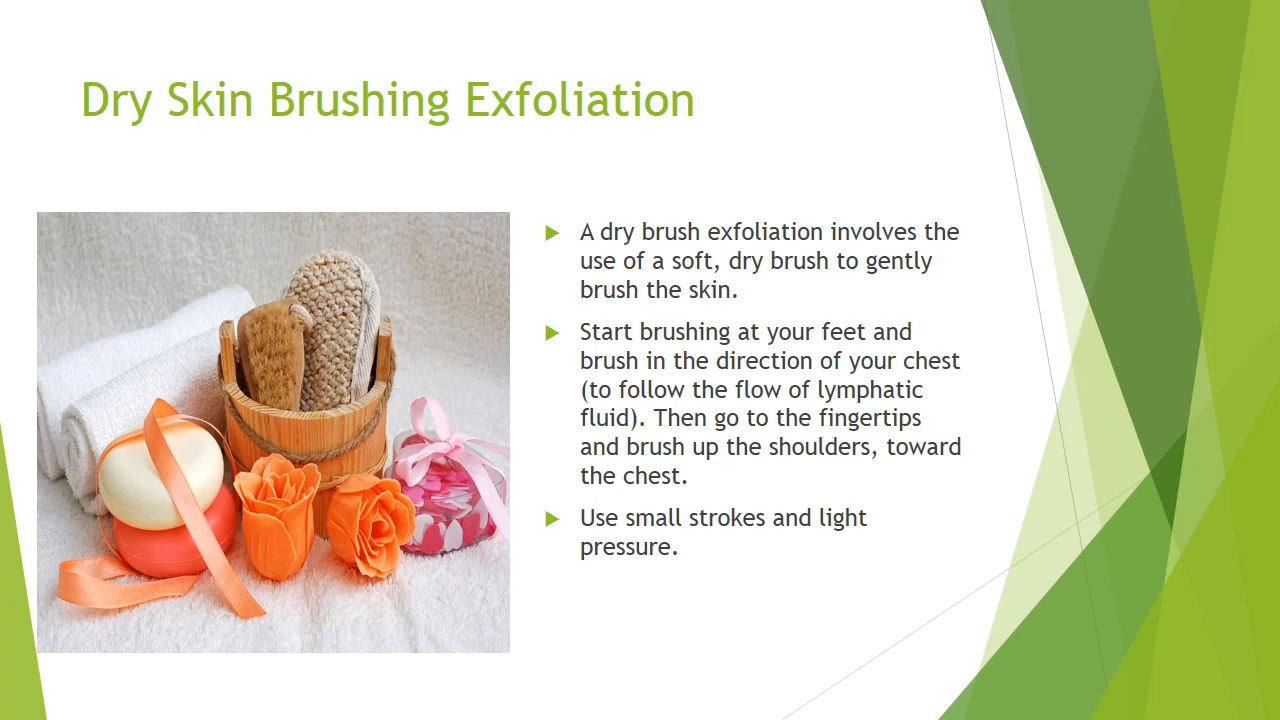 Dry Skin Brushing Exfoliation
A dry brush exfoliation involves the
use of a soft, dry brush to gently
brush the skin.
Start brushing at your feet and
brush in the direction of your chest
(to follow the flow of lymphatic
fluid). Then go to the fingertips
and brush up the shoulders, toward
the chest.
Use small strokes and light
pressure.